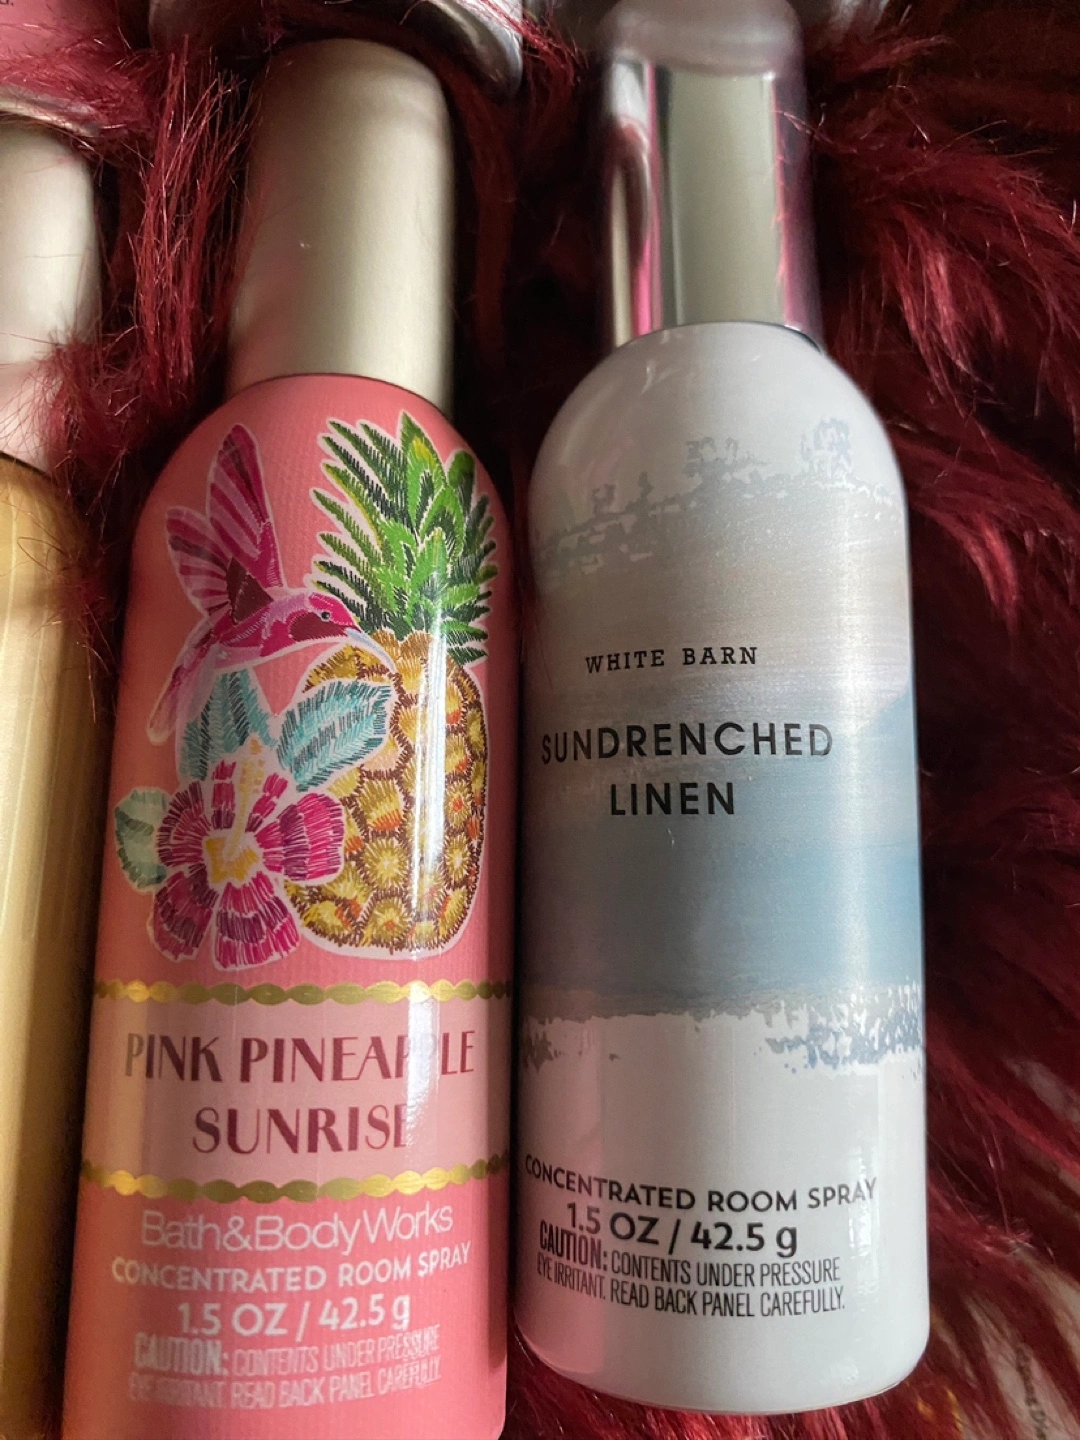 PINK PINEAPPLE
SUNRISE
Bath&BodyWorks
CONCENTRATED ROOM SPRAY
1.5 OZ / 42.5 g
CAUTION: CONTENTS UNDER PRESSURE
EYE IRRITANT. READ BACK PANEL CAREFULLY.
WHITE BARN
SUNDRENCHED
LINEN
CONCENTRATED ROOM SPRAY
1.5 OZ / 42.5 g
CAUTION: CONTENTS UNDER PRESSURE
EYE IRRITANT. READ BACK PANEL CAREFULLY.